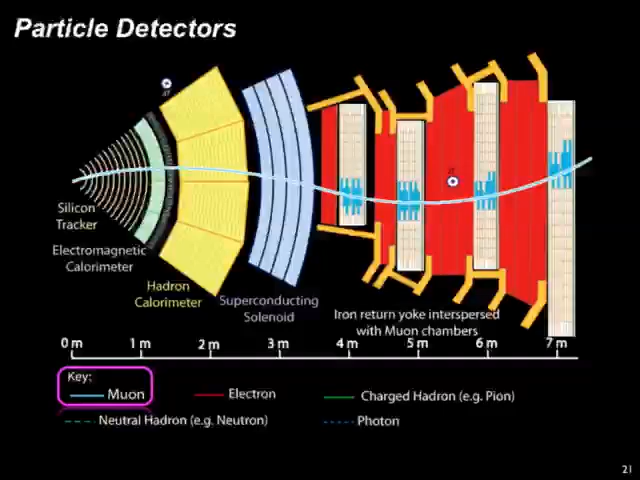 Particle Detectors
Silicon
Tracker
Electromagnetic
Calorimeter
Hadron
Calorimeter
Superconducting
Solenoid
Iron return yoke interspersed
with Muon chambers
0 m 1 m 2 m 3 m 4 m 5 m 6 m 7 m
Key:
Muon Electron Charged Hadron (e.g. Pion)
Neutral Hadron (e.g. Neutron) Photon
21